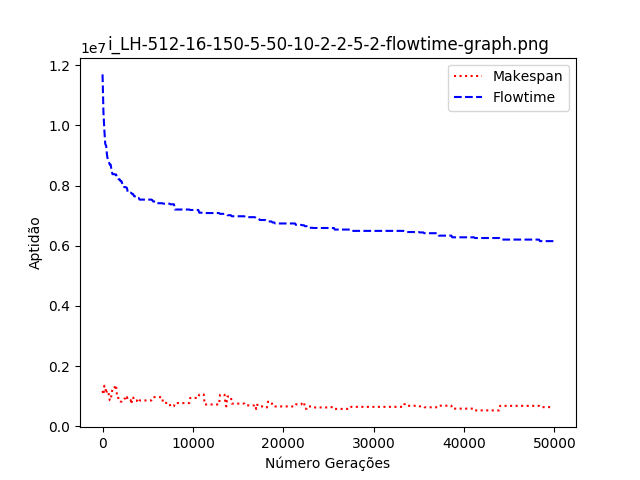 i_LH-512-16-150-5-50-10-2-2-5-2-flowtime-graph.png
1e7
Makespan
Flowtime
1.2
1.0
0.8
0.6
0.4
0.2
0.0
Aptidão
0 10000 20000 30000 40000 50000
Número Gerações